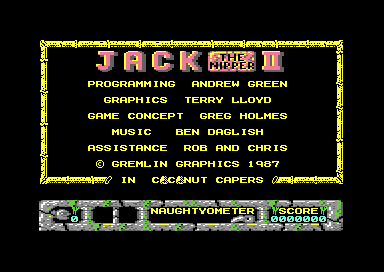 JACK THE NIPPER II
PROGRAMMING ANDREW GREEN
GRAPHICS TERRY LLOYD
GAME CONCEPT GREG HOLMES
MUSIC BEN DAGLISH
ASSISTANCE ROB AND CHRIS
© GREMLIN GRAPHICS 1987
IN COCONUT CAPERS
NAUGHTYOMETER SCORE
0 0000000